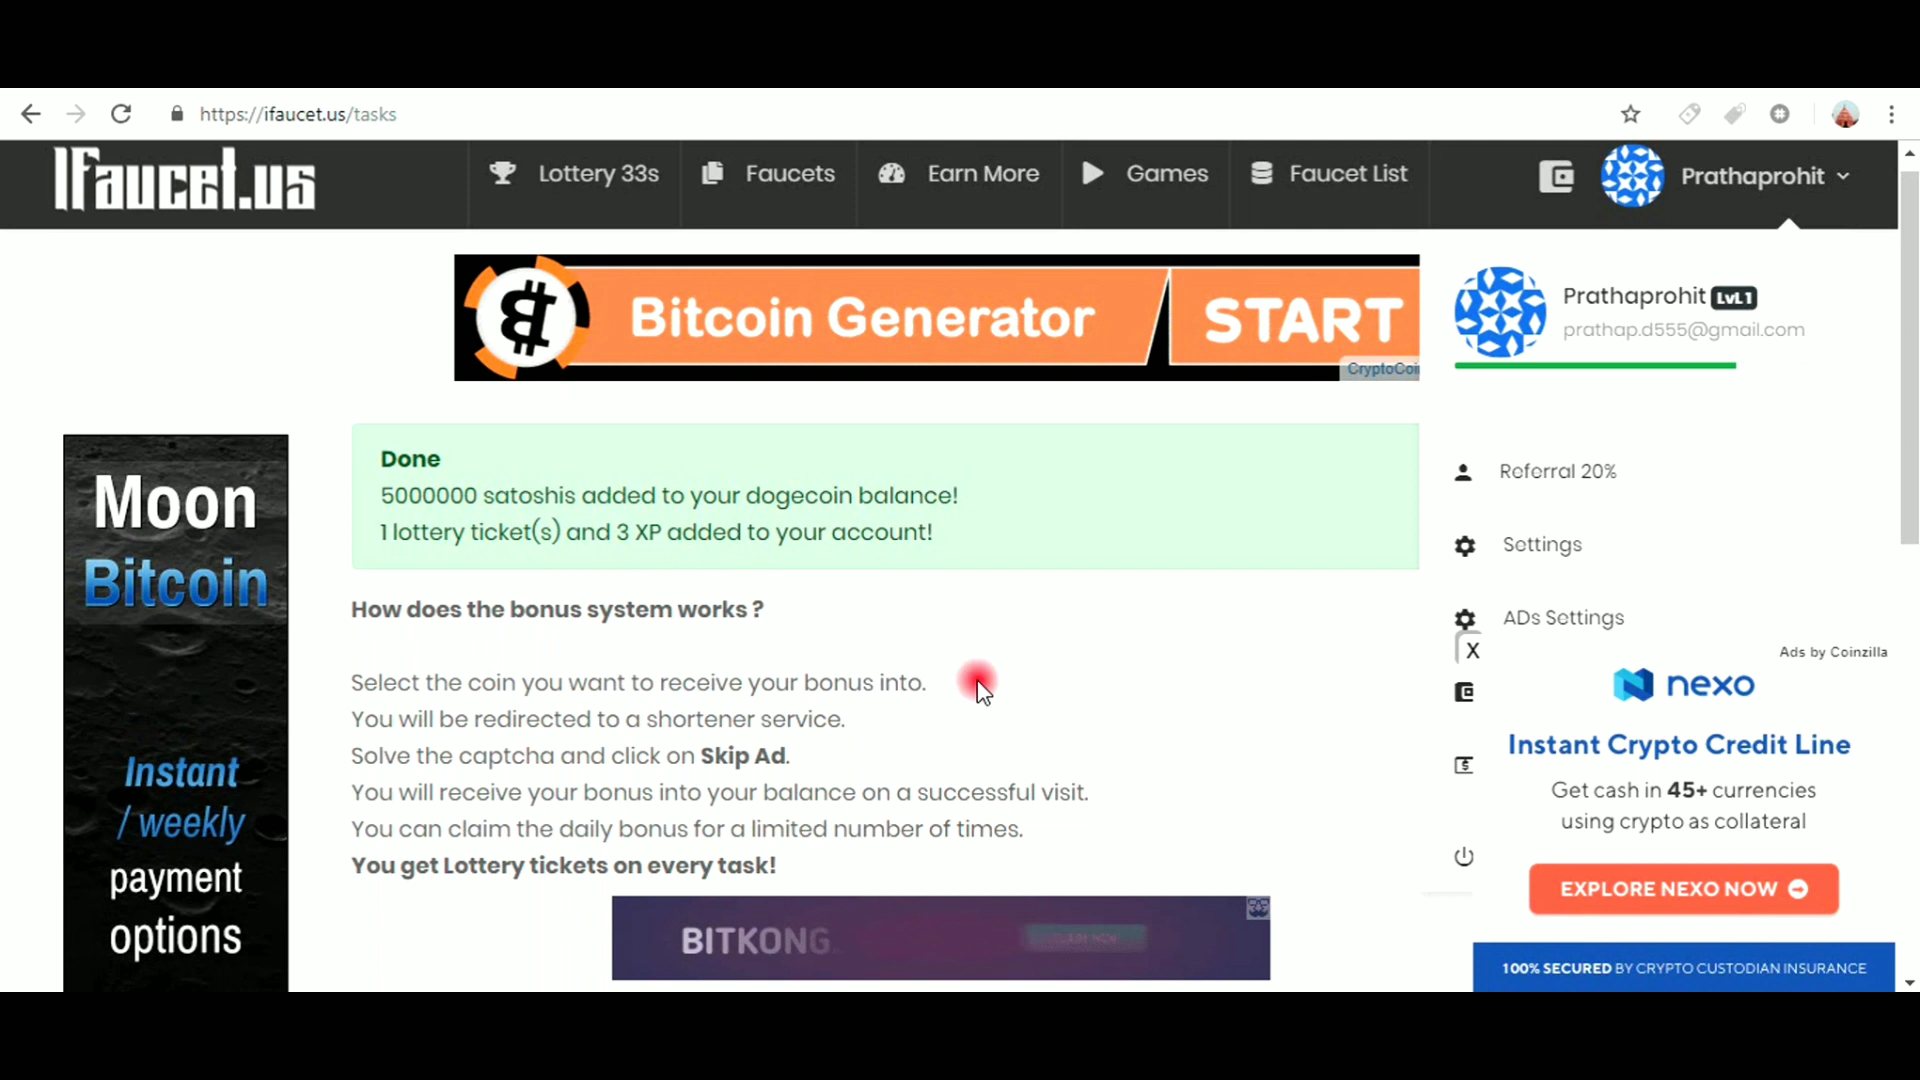 https://ifaucet.us/tasks
IFaucet.us
Lottery 33s
Faucets
Earn More
Games
Faucet List
Prathaprohit
Bitcoin Generator
START
CryptoCoi
Prathaprohit LvL1
prathap.d555@gmail.com
Done
5000000 satoshis added to your dogecoin balance!
1 lottery ticket(s) and 3 XP added to your account!
Referral 20%
Settings
ADs Settings
Moon
Bitcoin
Instant
/ weekly
payment
options
How does the bonus system works ?
Select the coin you want to receive your bonus into.
You will be redirected to a shortener service.
Solve the captcha and click on Skip Ad.
You will receive your bonus into your balance on a successful visit.
You can claim the daily bonus for a limited number of times.
You get Lottery tickets on every task!
BITKONG
X
Ads by Coinzilla
nexo
Instant Crypto Credit Line
Get cash in 45+ currencies
using crypto as collateral
EXPLORE NEXO NOW
100% SECURED BY CRYPTO CUSTODIAN INSURANCE